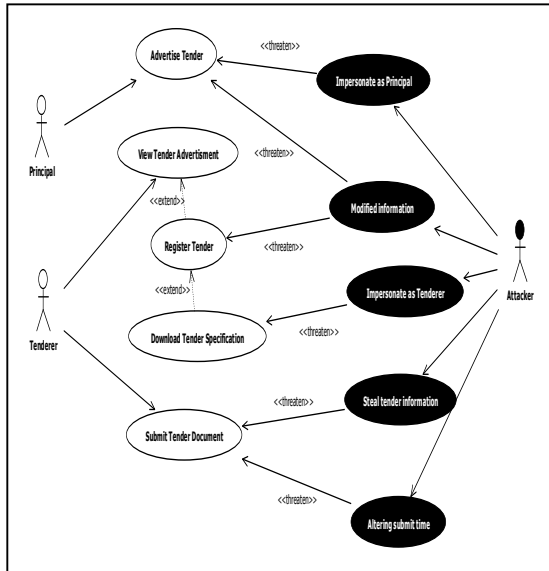 Advertise Tender
<<threaten>>
Impersonate as Principal
Principal
View Tender Advertisment
<<threaten>>
<<extend>>
Modified information
Register Tender
<<threaten>>
Attacker
<<extend>>
Impersonate as Tenderer
Tenderer
Download Tender Specification
<<threaten>>
<<threaten>>
Steal tender information
Submit Tender Document
<<threaten>>
Altering submit time